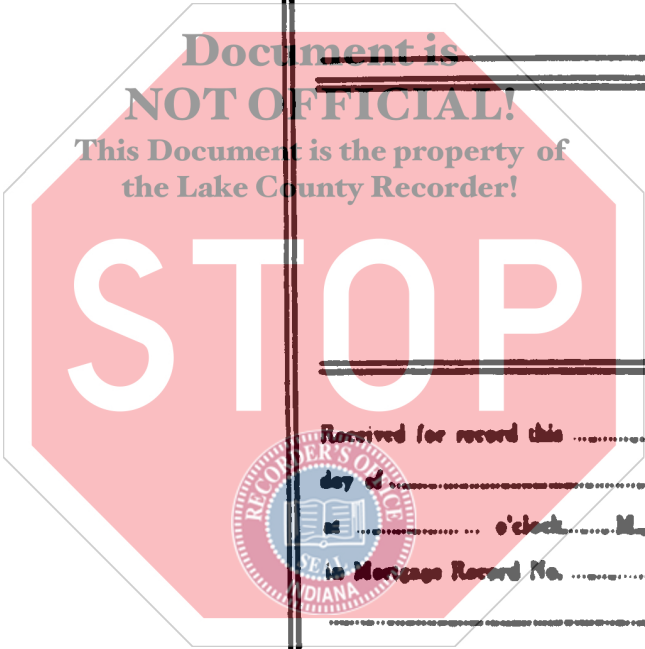 Document is
NOT OFFICIAL!
This Document is the property of
the Lake County Recorder!
STOP
Received for record this
day of
at o'clock M.,
in Mortgage Record No.
RECORDER'S OFFICE
SEAL
INDIANA